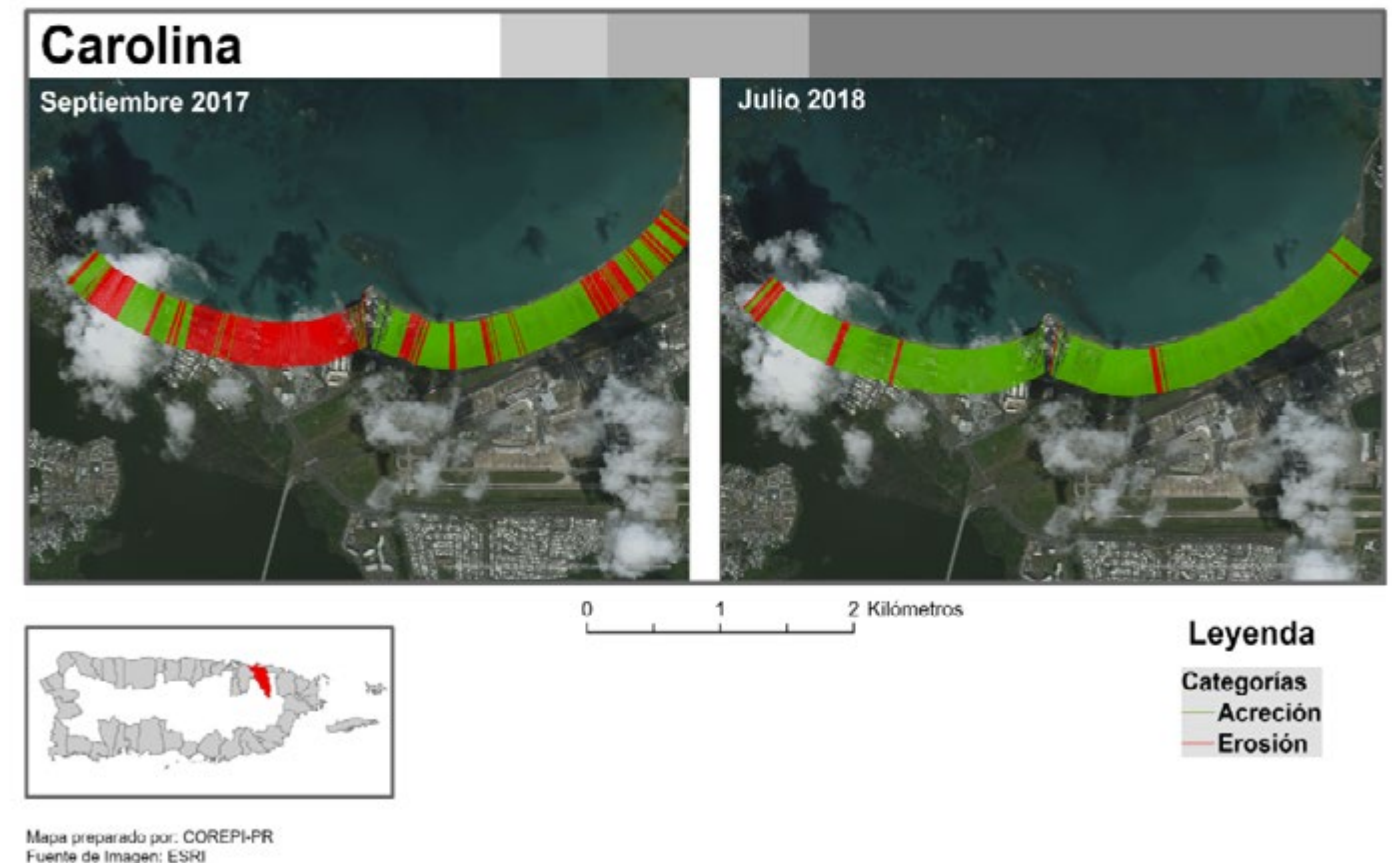 Carolina
Septiembre 2017
Julio 2018
0 1 2 Kilómetros
Leyenda
Categorías
Acreción
Erosión
Mapa preparado por: COREPI-PR
Fuente de Imagen: ESRI